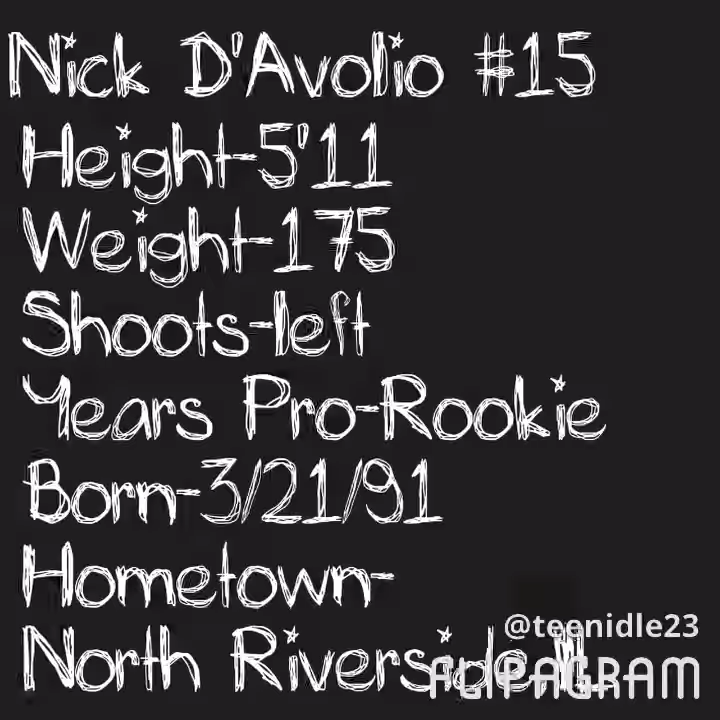 Nick D'Avolio #15
Height-5'11
Weight-175
Shoots-left
Years Pro-Rookie
Born-3/21/91
Hometown-
@teenidle23
North Riverside,IL
FLIPAGRAM